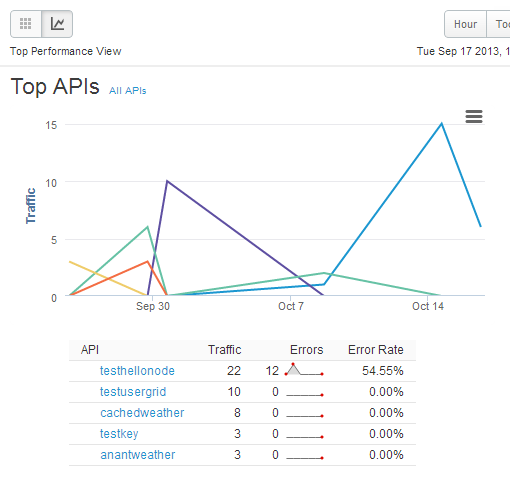 Hour Too
Top Performance View Tue Sep 17 2013, 1
Top APIs All APIs
15
10
5
0
Traffic
Sep 30 Oct 7 Oct 14
API Traffic Errors Error Rate
testhellonode 22 12 54.55%
testusergrid 10 0 0.00%
cachedweather 8 0 0.00%
testkey 3 0 0.00%
anantweather 3 0 0.00%